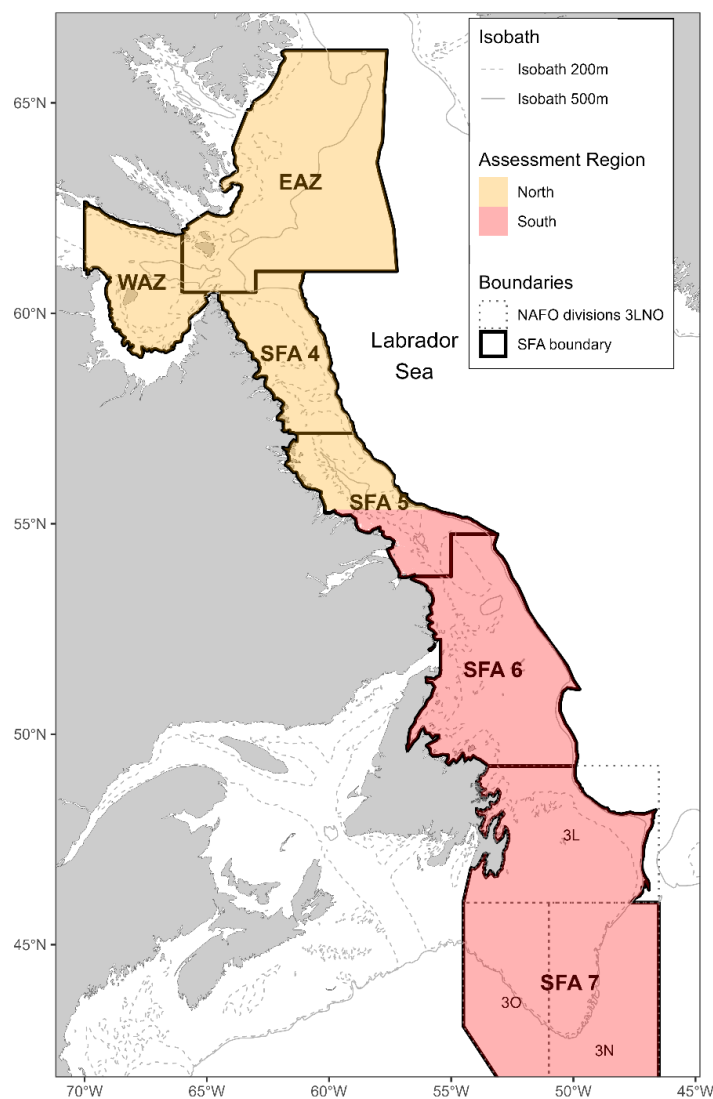 Isobath
Isobath 200m
Isobath 500m
Assessment Region
North
South
Boundaries
NAFO divisions 3LNO
SFA boundary
65°N
60°N
55°N
50°N
45°N
EAZ
WAZ
SFA 4
Labrador
Sea
SFA 5
SFA 6
3L
SFA 7
3O
3N
70°W
65°W
60°W
55°W
50°W
45°W